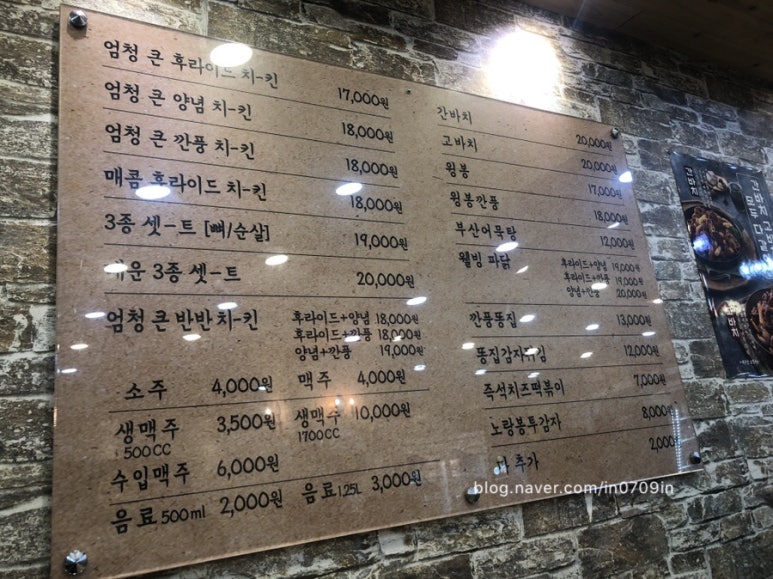 엄청 큰 후라이드 치-킨 17,000원
엄청 큰 양념 치-킨 18,000원
엄청 큰 깐풍 치-킨 18,000원
매콤 후라이드 치-킨 18,000원
3종 셋-트 [뼈/순살] 19,000원
매운 3종 셋-트 20,000원
엄청 큰 반반 치-킨 후라이드+양념 18,000원
후라이드+깐풍 18,000원
양념+깐풍 19,000원
소주 4,000원 맥주 4,000원
생맥주 500CC 3,500원 생맥주 1700CC 10,000원
수입맥주 6,000원
음료 500ml 2,000원 음료 1.25L 3,000원
간바치 20,000원
고바치 20,000원
윙봉 17,000원
윙봉깐풍 18,000원
부산어묵탕 12,000원
웰빙 파닭 후라이드+양념 19,000원
후라이드+깐풍 19,000원
양념+깐풍 20,000원
깐풍똥집 13,000원
똥집감자튀김 12,000원
즉석치즈떡볶이 7,000원
노랑봉투감자 8,000원
추가 2,000원
blog.naver.com/in0709in